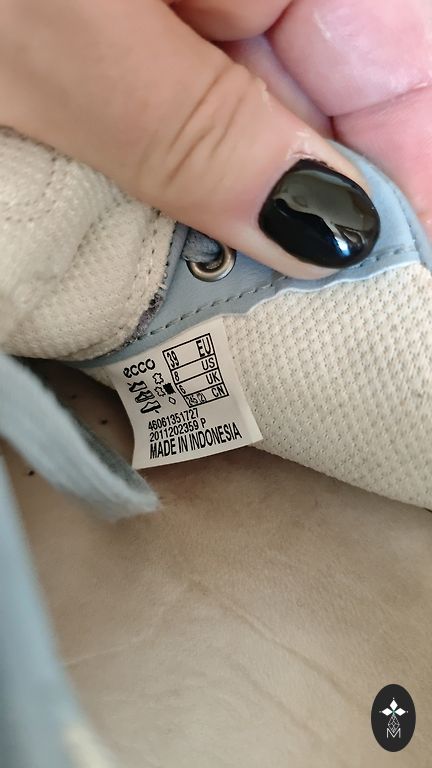 ecco
39 EU
8 US
6 UK
245(2) CN
46061351727
2011202359 P
MADE IN INDONESIA
M